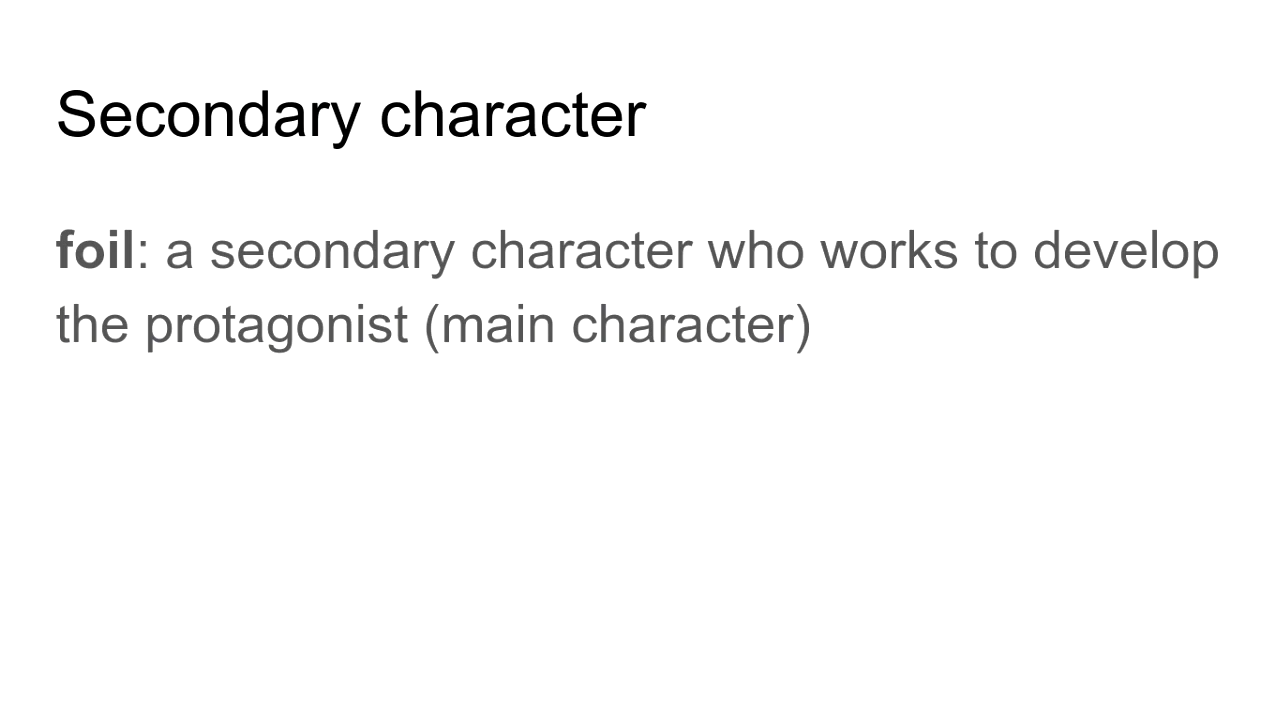 Secondary character
foil: a secondary character who works to develop
the protagonist (main character)